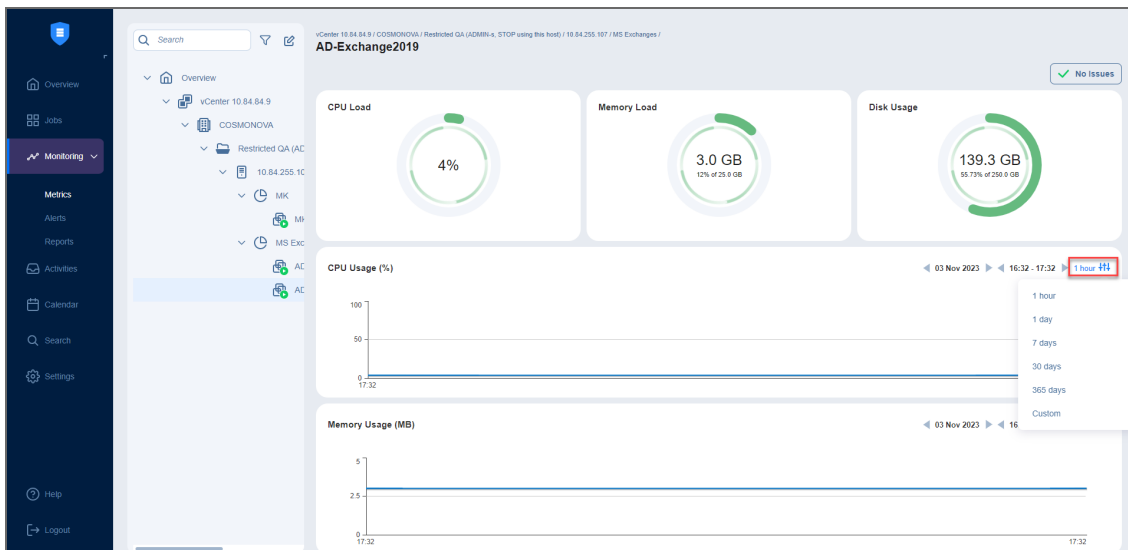 Search
vCenter 10.84.84.9 / COSMONOVA / Restricted QA (ADMIN-s, STOP using this host) / 10.84.255.107 / MS Exchanges /
AD-Exchange2019
No Issues
Overview
Jobs
Monitoring
Metrics
Alerts
Reports
Activities
Calendar
Search
Settings
Help
Logout
Overview
vCenter 10.84.84.9
COSMONOVA
Restricted QA (AD
10.84.255.10
MK
MK
MS Exc
AD
AD
CPU Load
4%
Memory Load
3.0 GB
12% of 25.0 GB
Disk Usage
139.3 GB
55.73% of 250.0 GB
CPU Usage (%)
03 Nov 2023
16:32 - 17:32
1 hour
1 hour
1 day
7 days
30 days
365 days
Custom
100
50
0
17:32
Memory Usage (MB)
03 Nov 2023
16
5
2.5
0
17:32
17:32